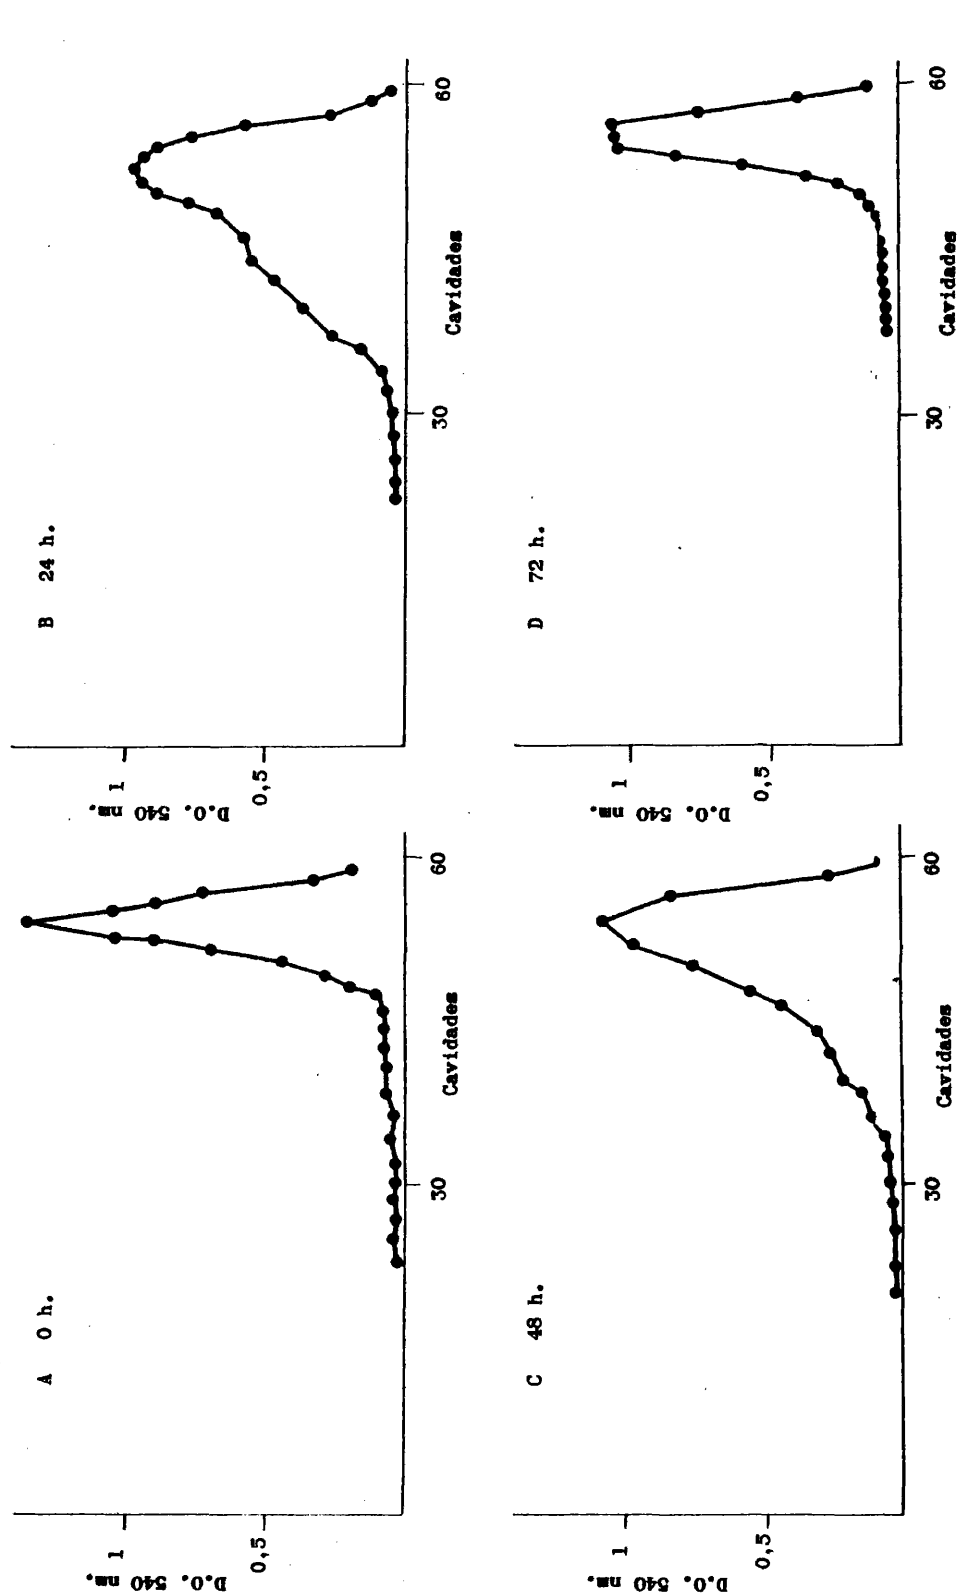 A 0 h.
D.O. 540 nm.
1
0,5
30
60
Cavidades
B 24 h.
D.O. 540 nm.
1
0,5
30
60
Cavidades
C 48 h.
D.O. 540 nm.
1
0,5
30
60
Cavidades
D 72 h.
D.O. 540 nm.
1
0,5
30
60
Cavidades